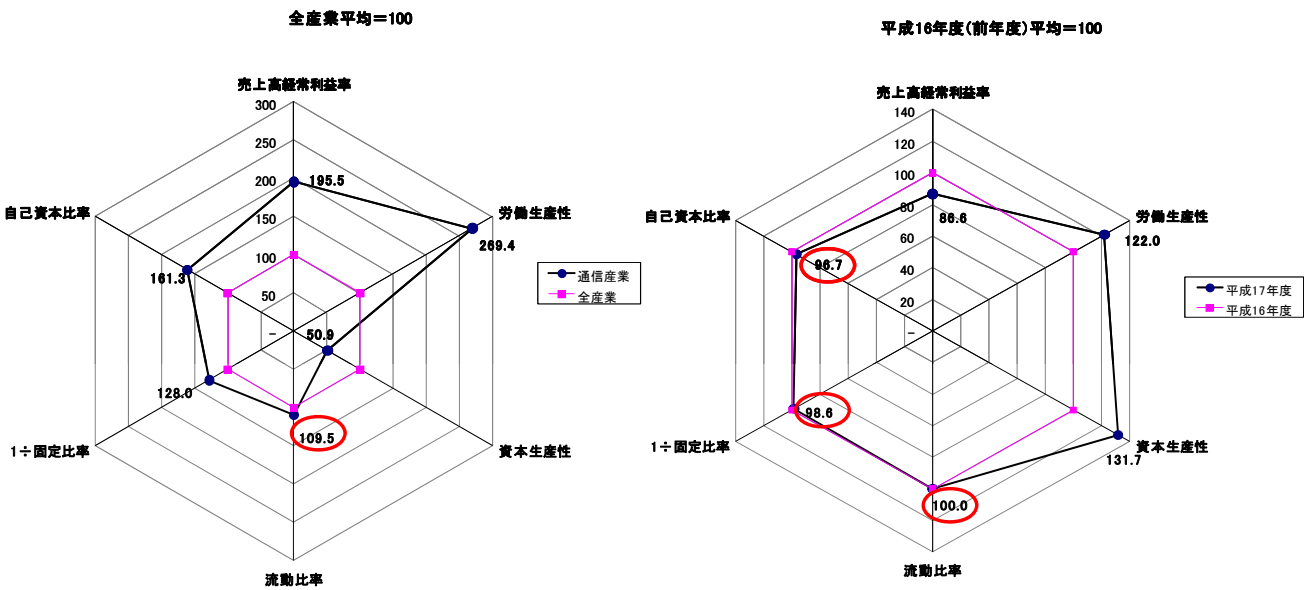 全産業平均＝100
売上高経常利益率
300
250
200
150
100
50
–
195.5
労働生産性
269.4
自己資本比率
161.3
50.9
128.0
109.5
1÷固定比率
資本生産性
流動比率
通信産業
全産業
平成16年度(前年度)平均＝100
売上高経常利益率
140
120
100
80
60
40
20
–
86.6
労働生産性
122.0
自己資本比率
96.7
98.6
100.0
131.7
1÷固定比率
資本生産性
流動比率
平成17年度
平成16年度